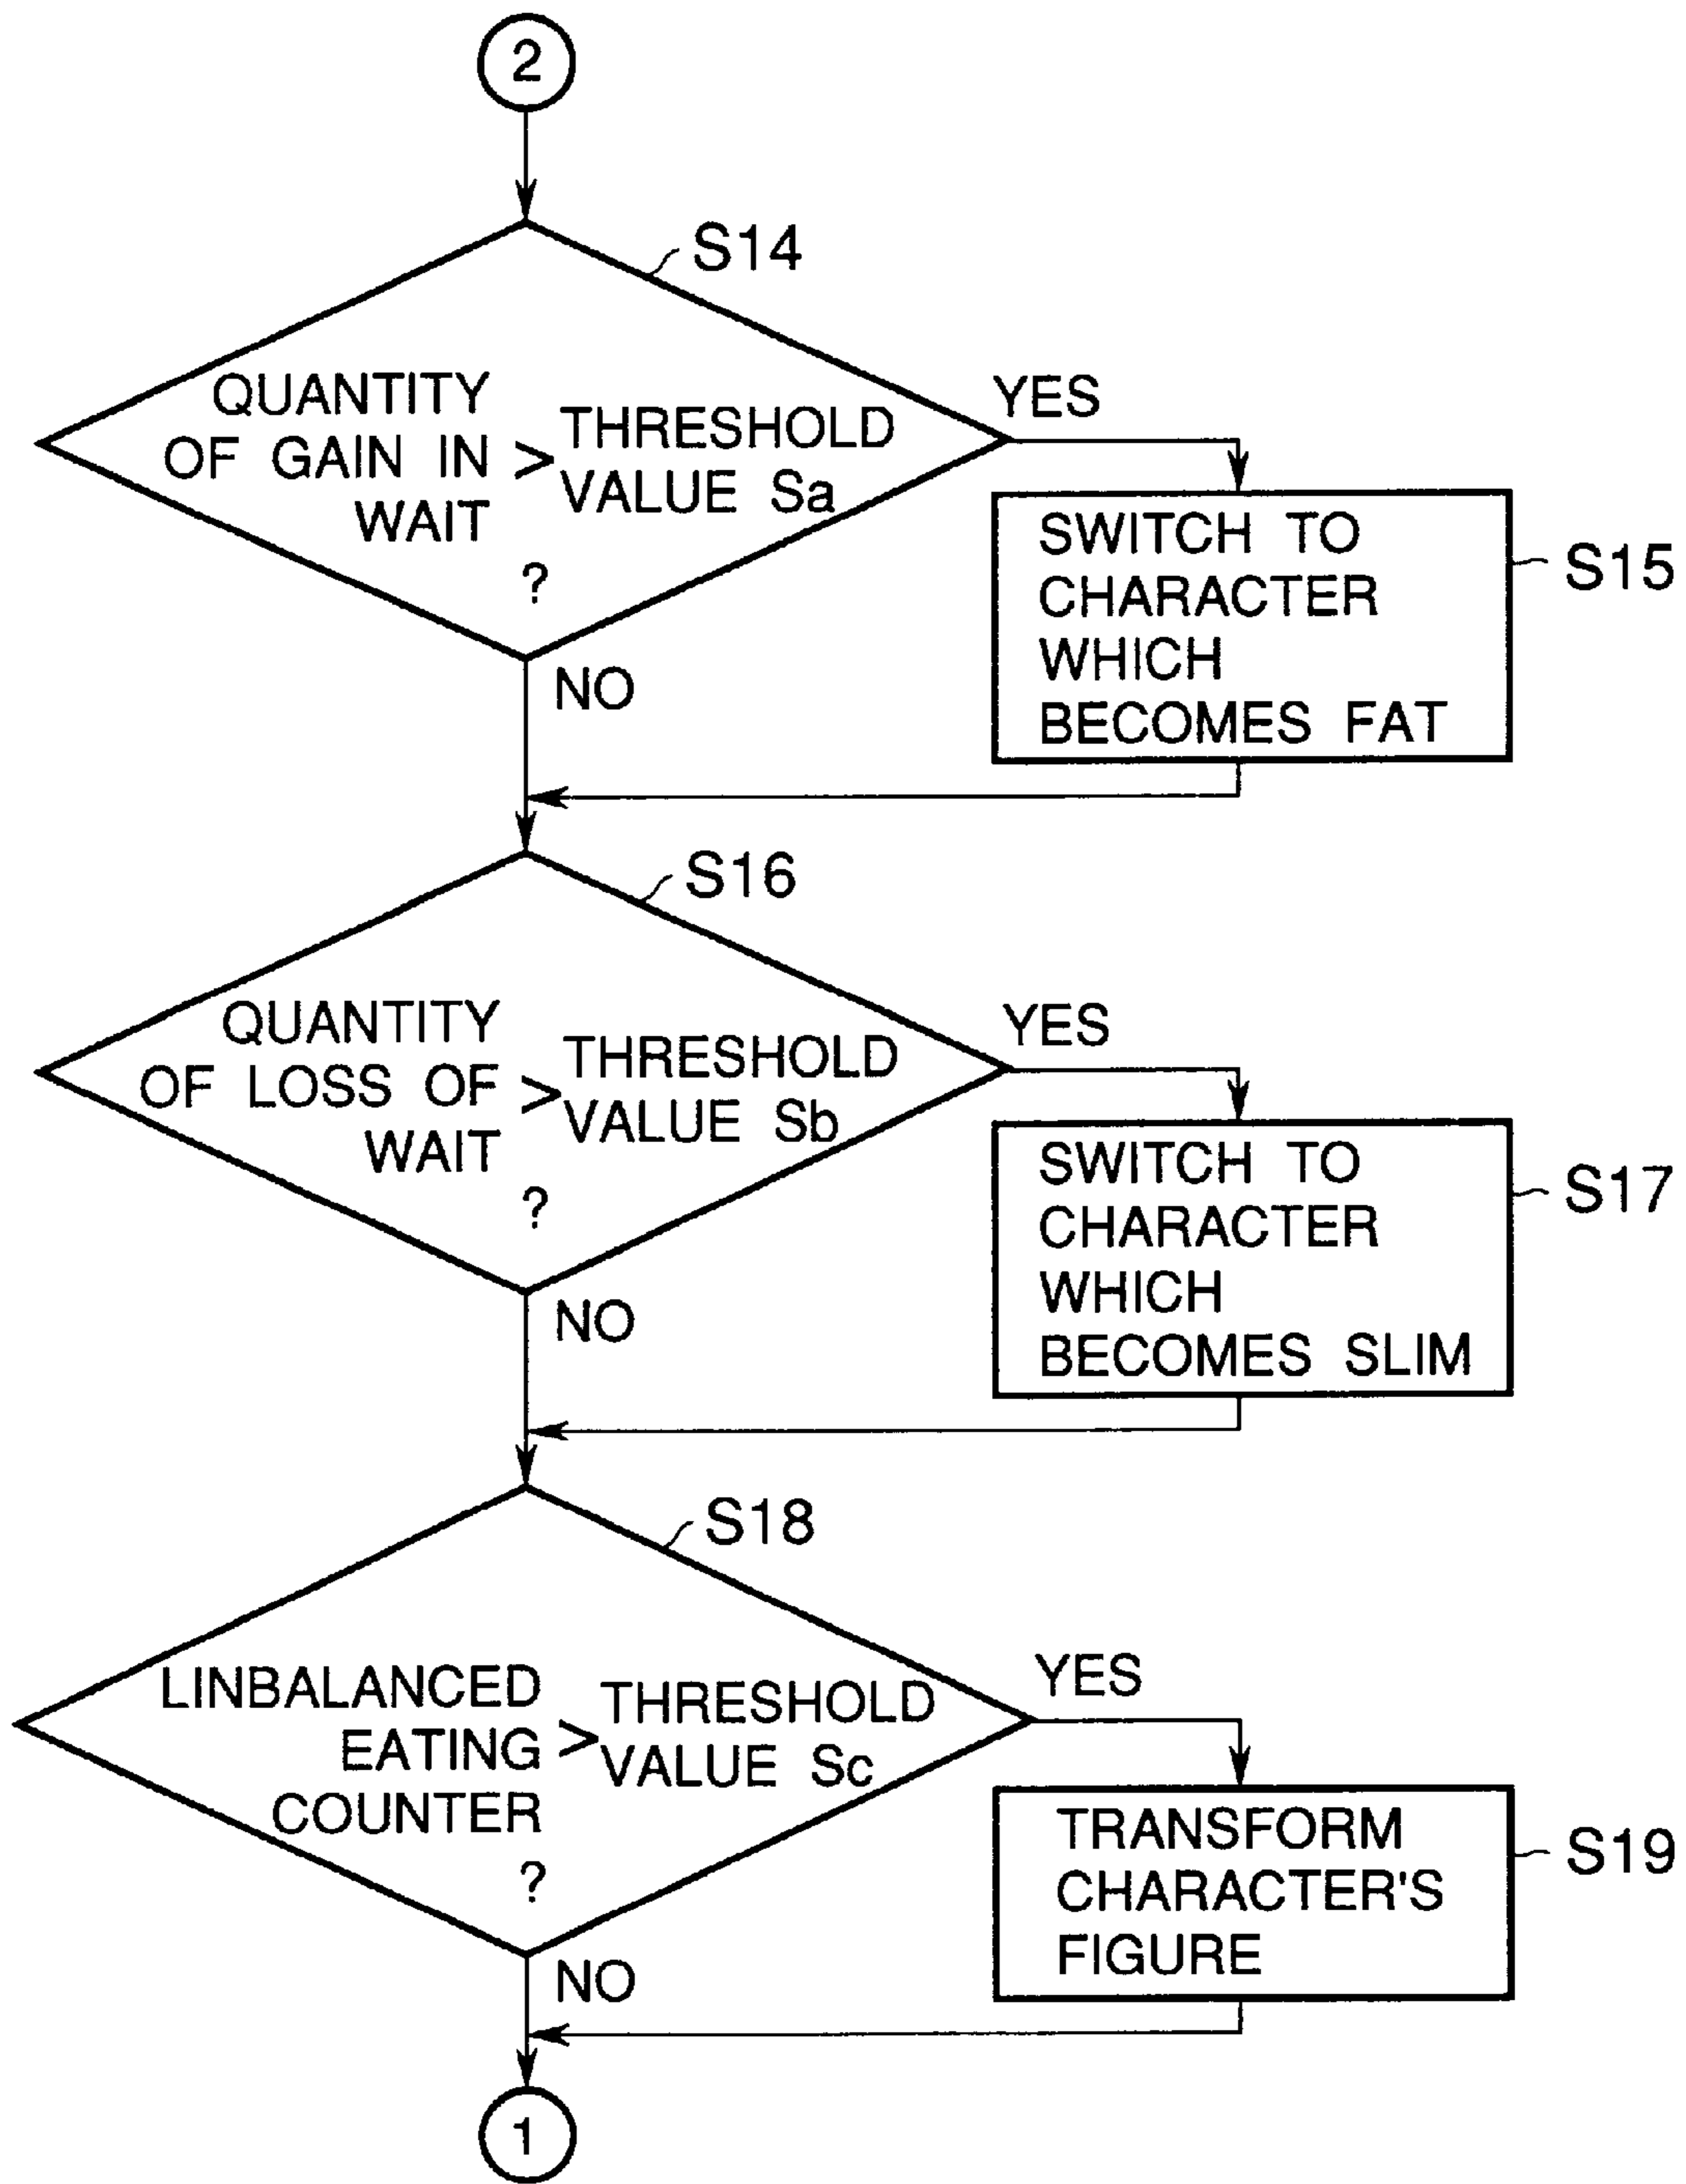 2
S14
QUANTITY
OF GAIN IN
WAIT
>
THRESHOLD
VALUE Sa
?
YES
NO
SWITCH TO
CHARACTER
WHICH
BECOMES FAT
S15
S16
QUANTITY
OF LOSS OF
WAIT
>
THRESHOLD
VALUE Sb
?
YES
NO
SWITCH TO
CHARACTER
WHICH
BECOMES SLIM
S17
S18
LINBALANCED
EATING
COUNTER
>
THRESHOLD
VALUE Sc
?
YES
NO
TRANSFORM
CHARACTER'S
FIGURE
S19
1